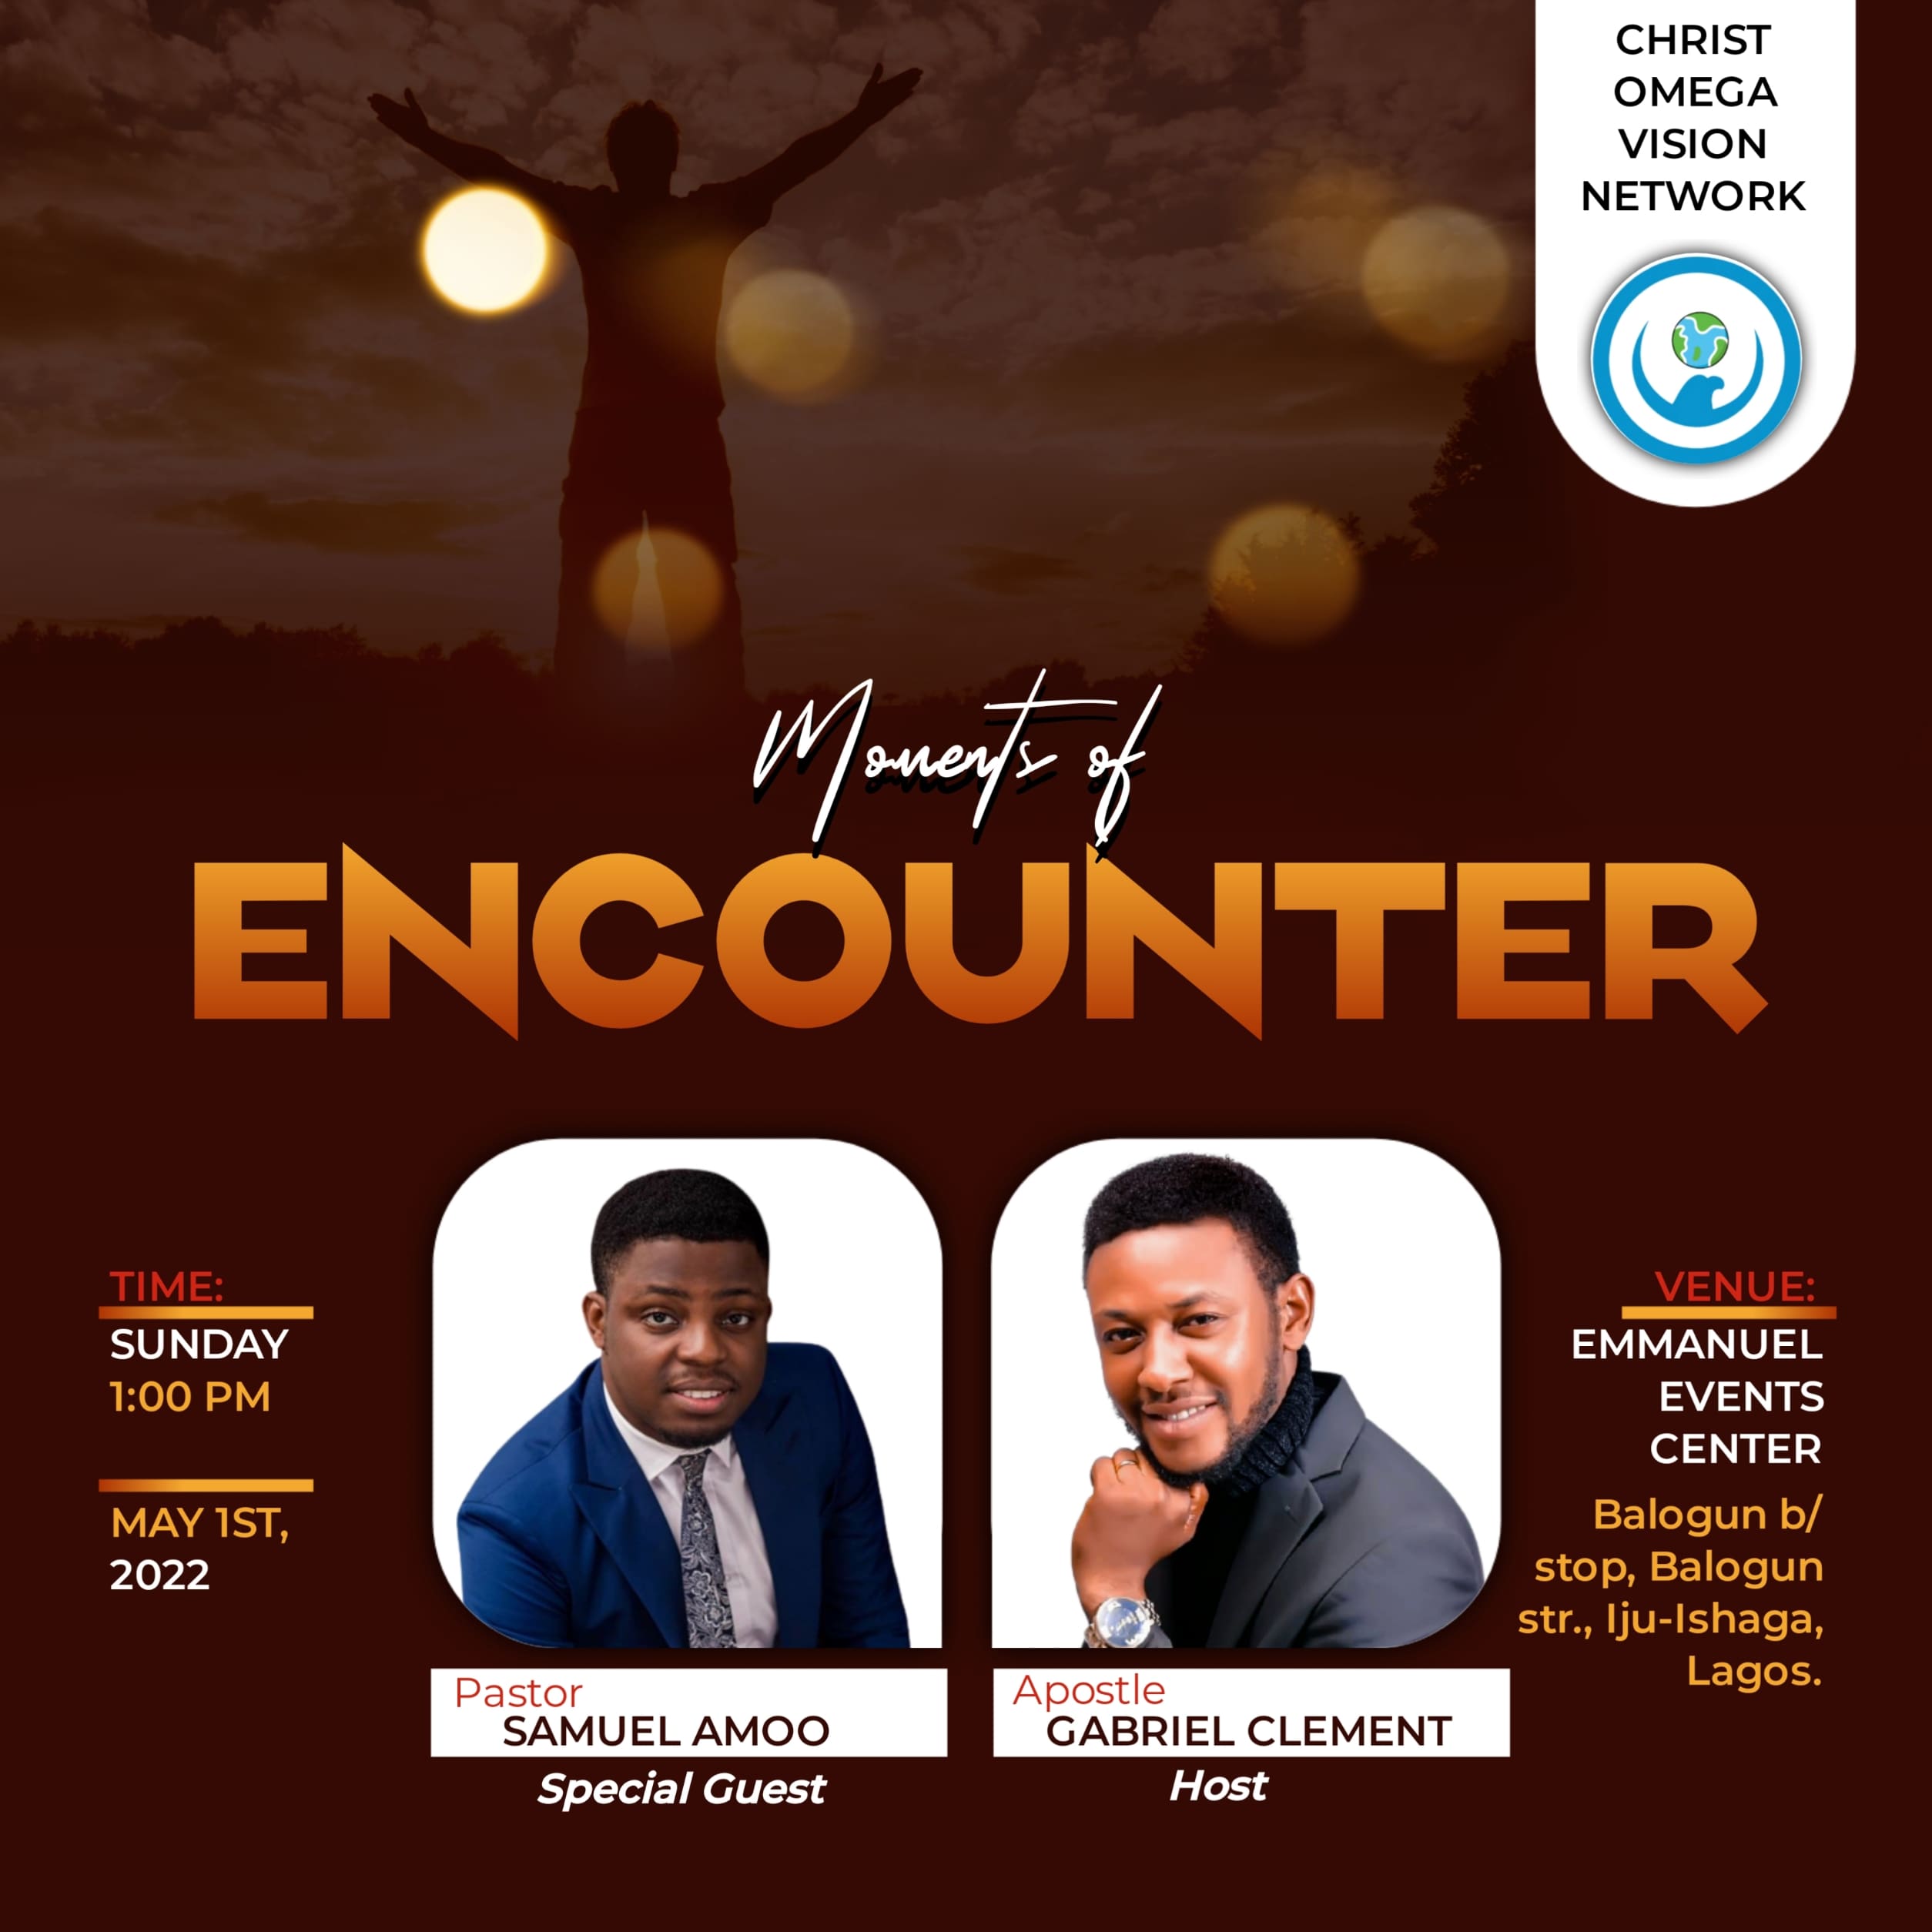 CHRIST
OMEGA
VISION
NETWORK
Moments of
ENCOUNTER
TIME:
SUNDAY
1:00 PM
MAY 1ST,
2022
Pastor
SAMUEL AMOO
Special Guest
Apostle
GABRIEL CLEMENT
Host
VENUE:
EMMANUEL
EVENTS
CENTER
Balogun b/
stop, Balogun
str., Iju-Ishaga,
Lagos.